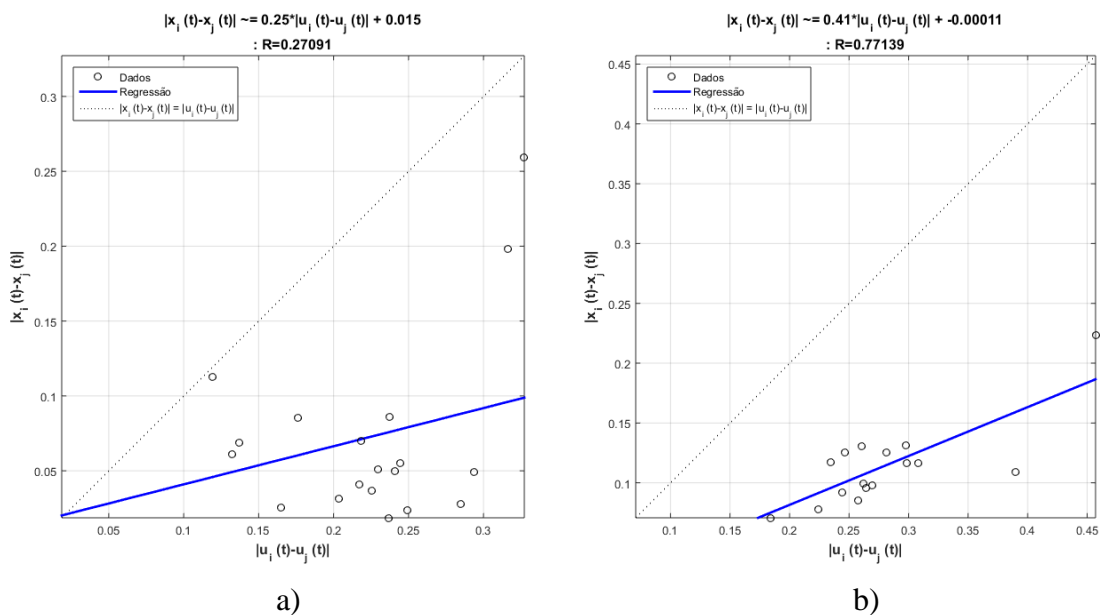 |x_i (t)-x_j (t)| ~= 0.25*|u_i (t)-u_j (t)| + 0.015
: R=0.27091
Dados
Regressão
|x_i (t)-x_j (t)| = |u_i (t)-u_j (t)|
0.3
0.25
0.2
0.15
0.1
0.05
|x_i (t)-x_j (t)|
0.05 0.1 0.15 0.2 0.25 0.3
|u_i (t)-u_j (t)|
a)
|x_i (t)-x_j (t)| ~= 0.41*|u_i (t)-u_j (t)| + -0.00011
: R=0.77139
Dados
Regressão
|x_i (t)-x_j (t)| = |u_i (t)-u_j (t)|
0.45
0.4
0.35
0.3
0.25
0.2
0.15
0.1
|x_i (t)-x_j (t)|
0.1 0.15 0.2 0.25 0.3 0.35 0.4 0.45
|u_i (t)-u_j (t)|
b)